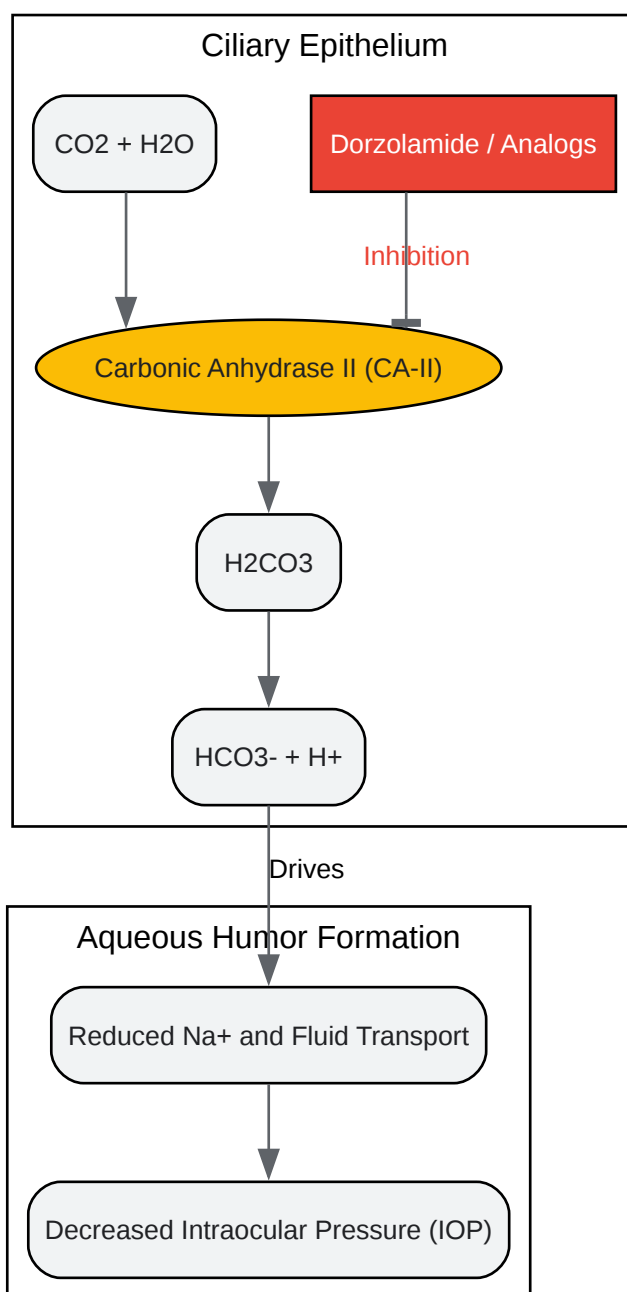 Ciliary Epithelium
CO2 + H2O
Dorzolamide / Analogs
Inhibition
Carbonic Anhydrase II (CA-II)
H2CO3
HCO3- + H+
Drives
Aqueous Humor Formation
Reduced Na+ and Fluid Transport
Decreased Intraocular Pressure (IOP)